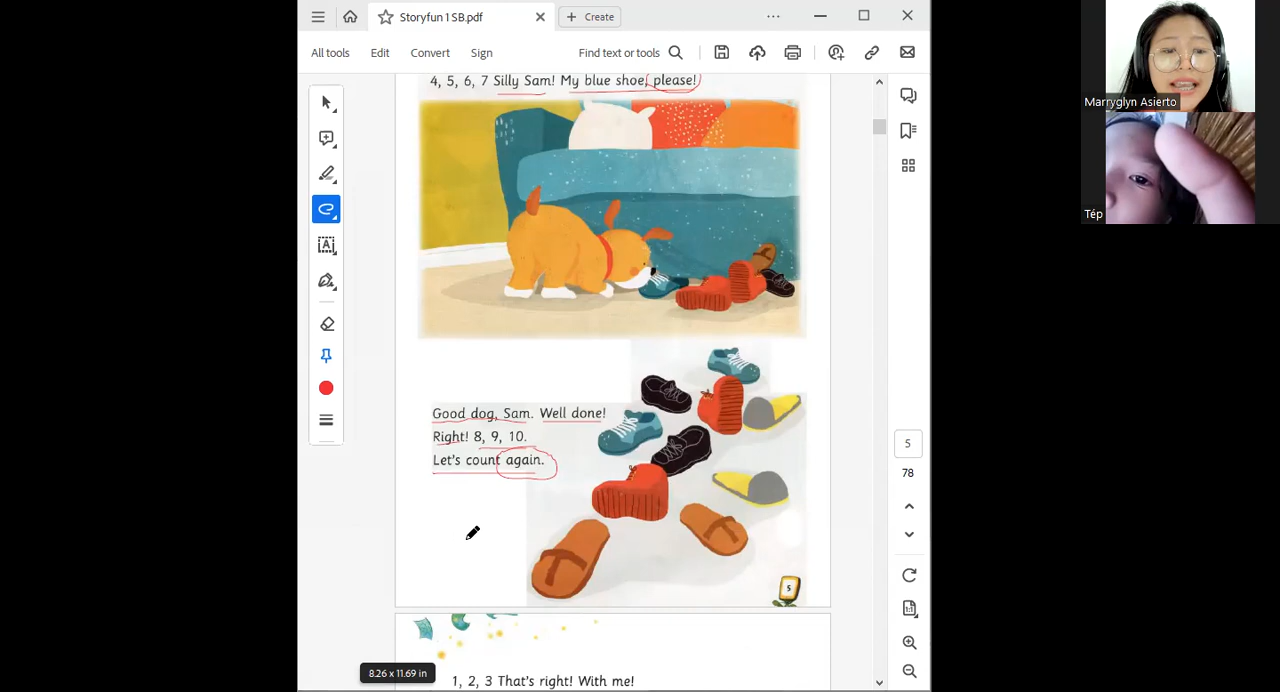 Storyfun 1 SB.pdf
Create
All tools
Edit
Convert
Sign
Find text or tools
4, 5, 6, 7 Silly Sam! My blue shoe, please!
Good dog, Sam. Well done!
Right! 8, 9, 10.
Let's count again.
5
5
78
1:1
8.26 x 11.69 in
1, 2, 3 That's right! With me!
Marryglyn Asierto
Tép